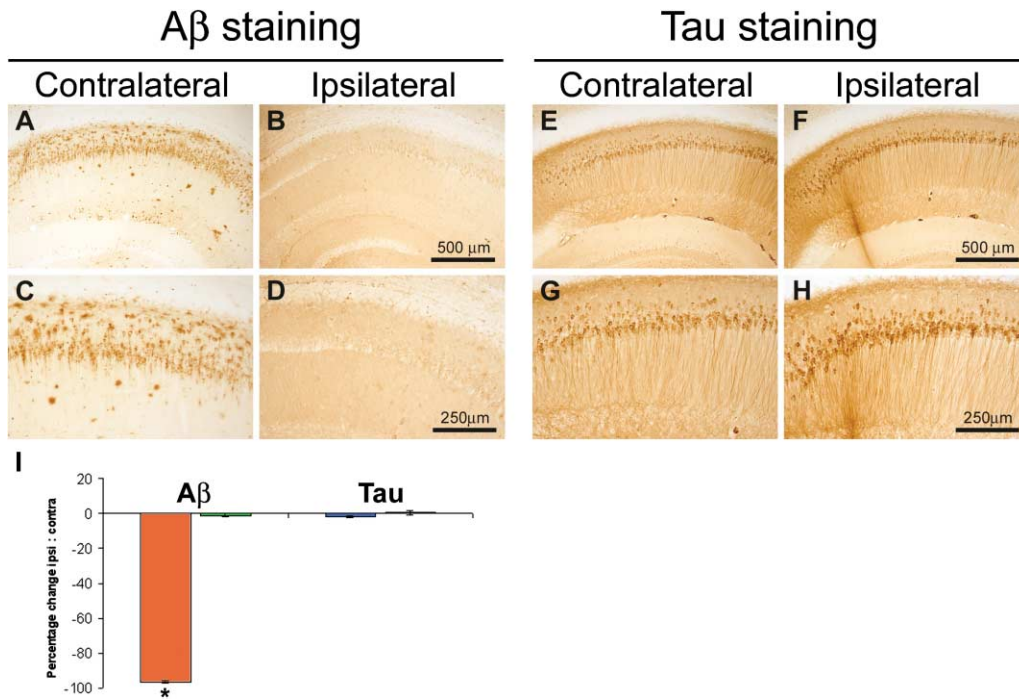 Aβ staining
Tau staining
Contralateral
Ipsilateral
Contralateral
Ipsilateral
A
B
500 μm
E
F
500 μm
C
D
250μm
G
H
250μm
I
Percentage change ipsi : contra
20
0
-20
-40
-60
-80
-100
Aβ
Tau
*